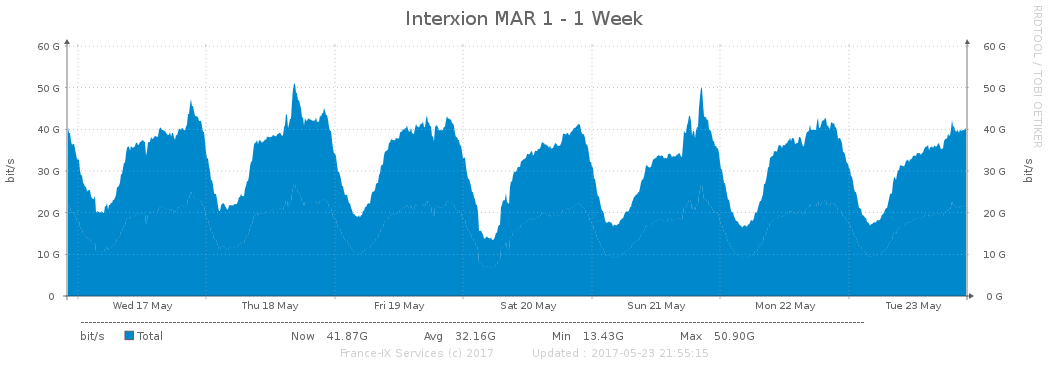 Interxion MAR 1 - 1 Week
RRDTOOL / TOBI OETIKER
60 G 60 G
50 G 50 G
40 G 40 G
30 G 30 G
20 G 20 G
10 G 10 G
0 0 G
bit/s bit/s
Wed 17 May Thu 18 May Fri 19 May Sat 20 May Sun 21 May Mon 22 May Tue 23 May
bit/s Total Now 41.87G Avg 32.16G Min 13.43G Max 50.90G
France-IX Services (c) 2017 Updated : 2017-05-23 21:55:15